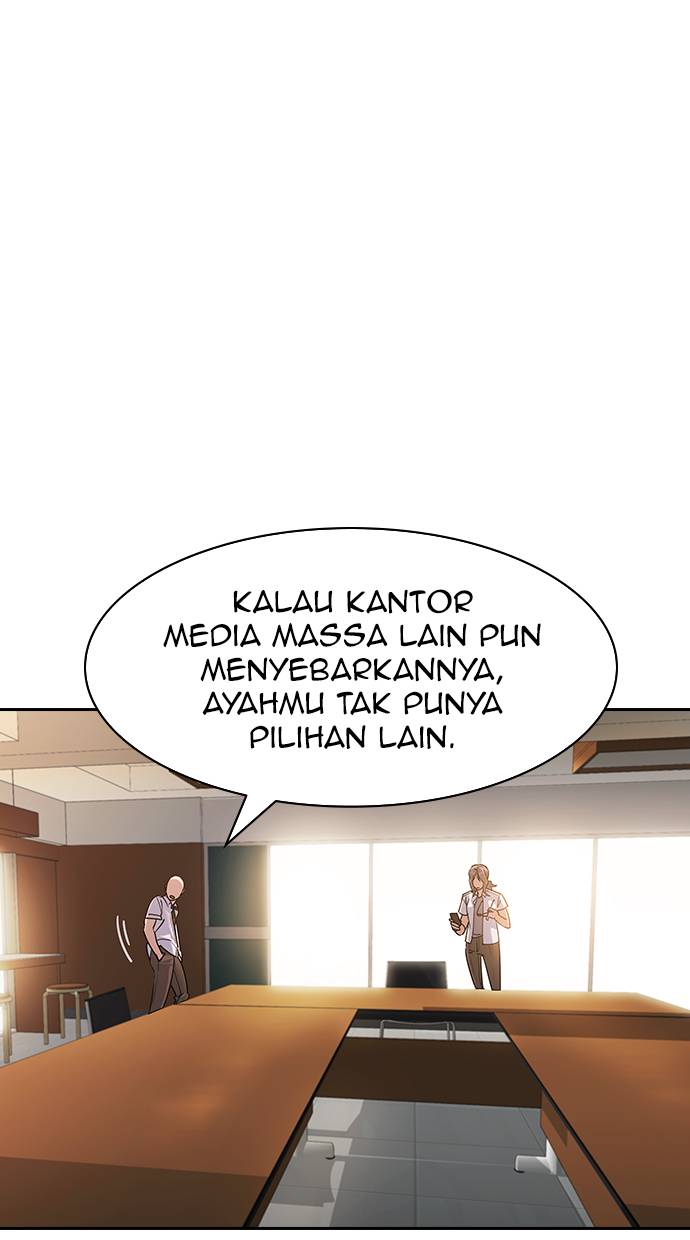 KALAU KANTOR
MEDIA MASSA LAIN PUN
MENYEBARKANNYA,
AYAHMU TAK PUNYA
PILIHAN LAIN.